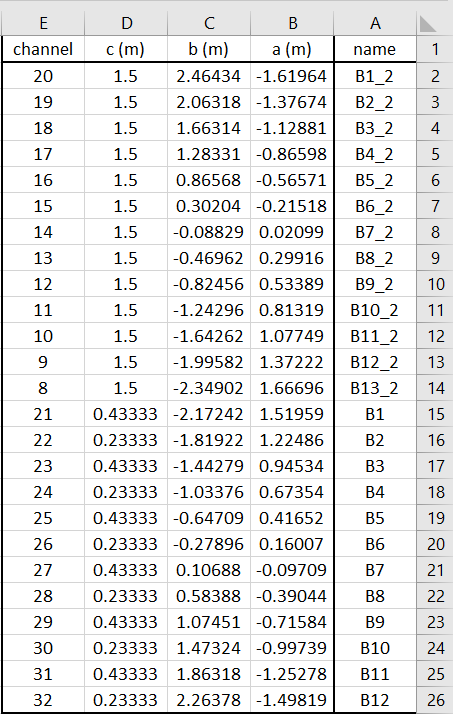 E D C B A
channel c (m) b (m) a (m) name 1
20 1.5 2.46434 -1.61964 B1_2 2
19 1.5 2.06318 -1.37674 B2_2 3
18 1.5 1.66314 -1.12881 B3_2 4
17 1.5 1.28331 -0.86598 B4_2 5
16 1.5 0.86568 -0.56571 B5_2 6
15 1.5 0.30204 -0.21518 B6_2 7
14 1.5 -0.08829 0.02099 B7_2 8
13 1.5 -0.46962 0.29916 B8_2 9
12 1.5 -0.82456 0.53389 B9_2 10
11 1.5 -1.24296 0.81319 B10_2 11
10 1.5 -1.64262 1.07749 B11_2 12
9 1.5 -1.99582 1.37222 B12_2 13
8 1.5 -2.34902 1.66696 B13_2 14
21 0.43333 -2.17242 1.51959 B1 15
22 0.23333 -1.81922 1.22486 B2 16
23 0.43333 -1.44279 0.94534 B3 17
24 0.23333 -1.03376 0.67354 B4 18
25 0.43333 -0.64709 0.41652 B5 19
26 0.23333 -0.27896 0.16007 B6 20
27 0.43333 0.10688 -0.09709 B7 21
28 0.23333 0.58388 -0.39044 B8 22
29 0.43333 1.07451 -0.71584 B9 23
30 0.23333 1.47324 -0.99739 B10 24
31 0.43333 1.86318 -1.25278 B11 25
32 0.23333 2.26378 -1.49819 B12 26